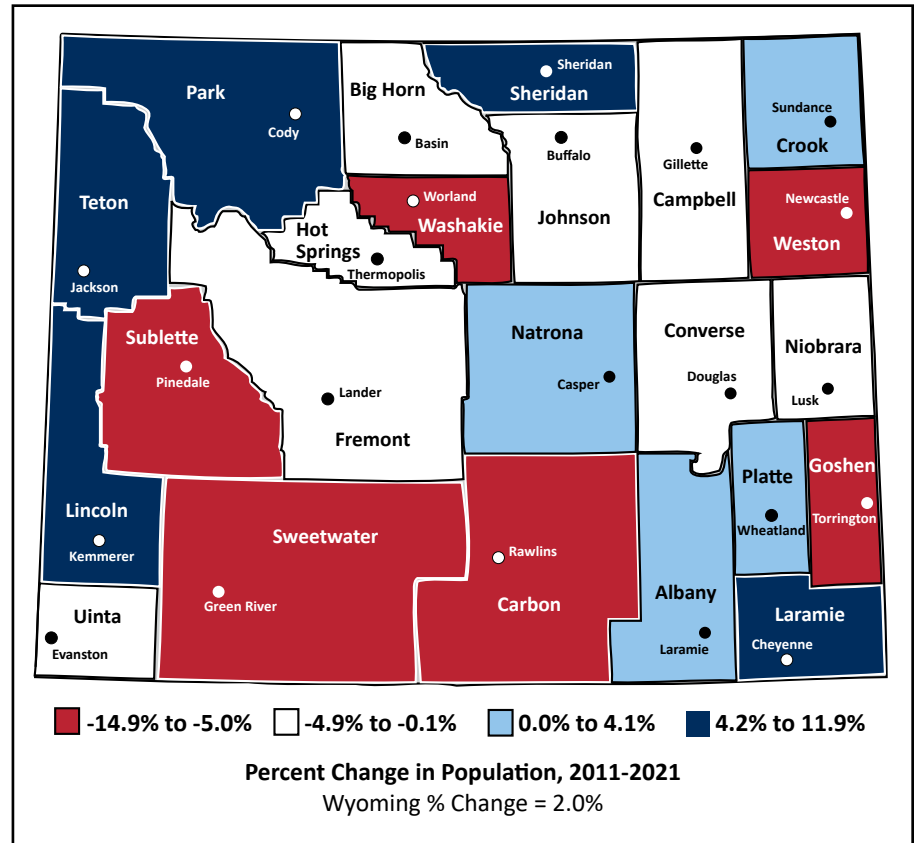 Park
Cody
Big Horn
Basin
Sheridan
Sheridan
Buffalo
Johnson
Gillette
Campbell
Sundance
Crook
Teton
Jackson
Hot
Springs
Thermopolis
Worland
Washakie
Newcastle
Weston
Sublette
Pinedale
Lander
Fremont
Natrona
Casper
Converse
Douglas
Niobrara
Lusk
Lincoln
Kemmerer
Sweetwater
Green River
Rawlins
Carbon
Albany
Laramie
Platte
Wheatland
Goshen
Torrington
Uinta
Evanston
Laramie
Cheyenne
-14.9% to -5.0%
-4.9% to -0.1%
0.0% to 4.1%
4.2% to 11.9%
Percent Change in Population, 2011-2021
Wyoming % Change = 2.0%